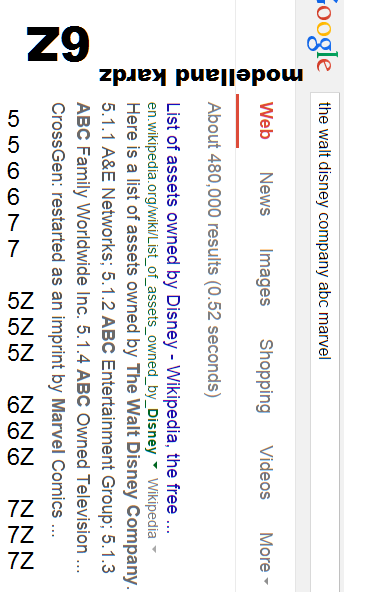 oogle
the walt disney company abc marvel
Web News Images Shopping Videos More
About 480,000 results (0.52 seconds)
List of assets owned by Disney - Wikipedia, the free ...
en.wikipedia.org/wiki/List_of_assets_owned_by_Disney Wikipedia
Here is a list of assets owned by The Walt Disney Company.
5.1.1 A&E Networks; 5.1.2 ABC Entertainment Group; 5.1.3
ABC Family Worldwide Inc. 5.1.4 ABC Owned Television ...
CrossGen: restarted as an imprint by Marvel Comics ...
modelland kardz
6Z
5
5
6
6
7
7
5Z
5Z
5Z
6Z
6Z
6Z
7Z
7Z
7Z